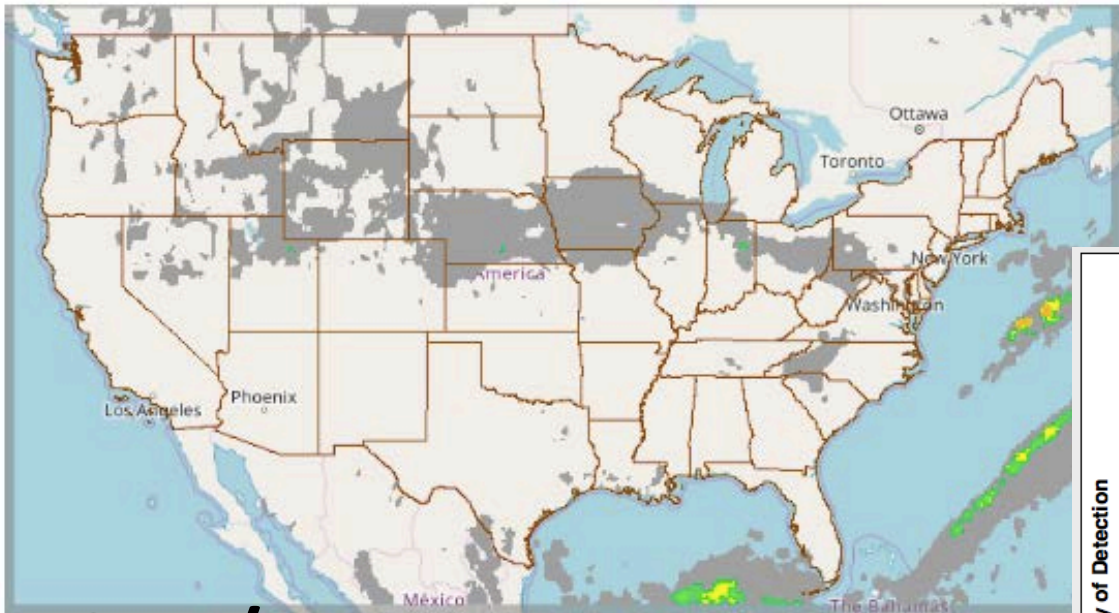 Ottawa
Toronto
New York
America
Washington
Los Angeles
Phoenix
México
The Bahamas
of Detection